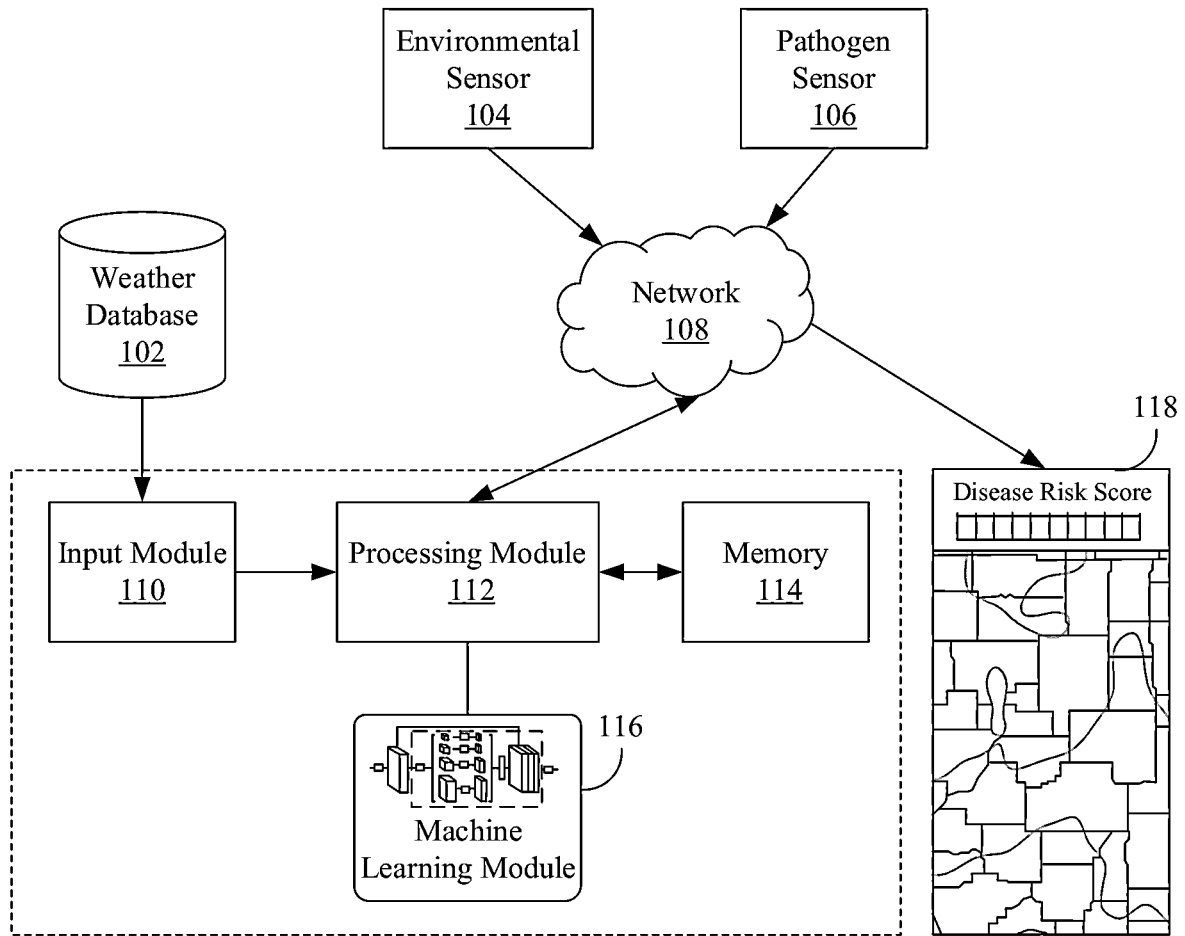 Environmental
Sensor
104
Pathogen
Sensor
106
Weather
Database
102
Network
108
118
Disease Risk Score
Input Module
110
Processing Module
112
Memory
114
116
Machine
Learning Module